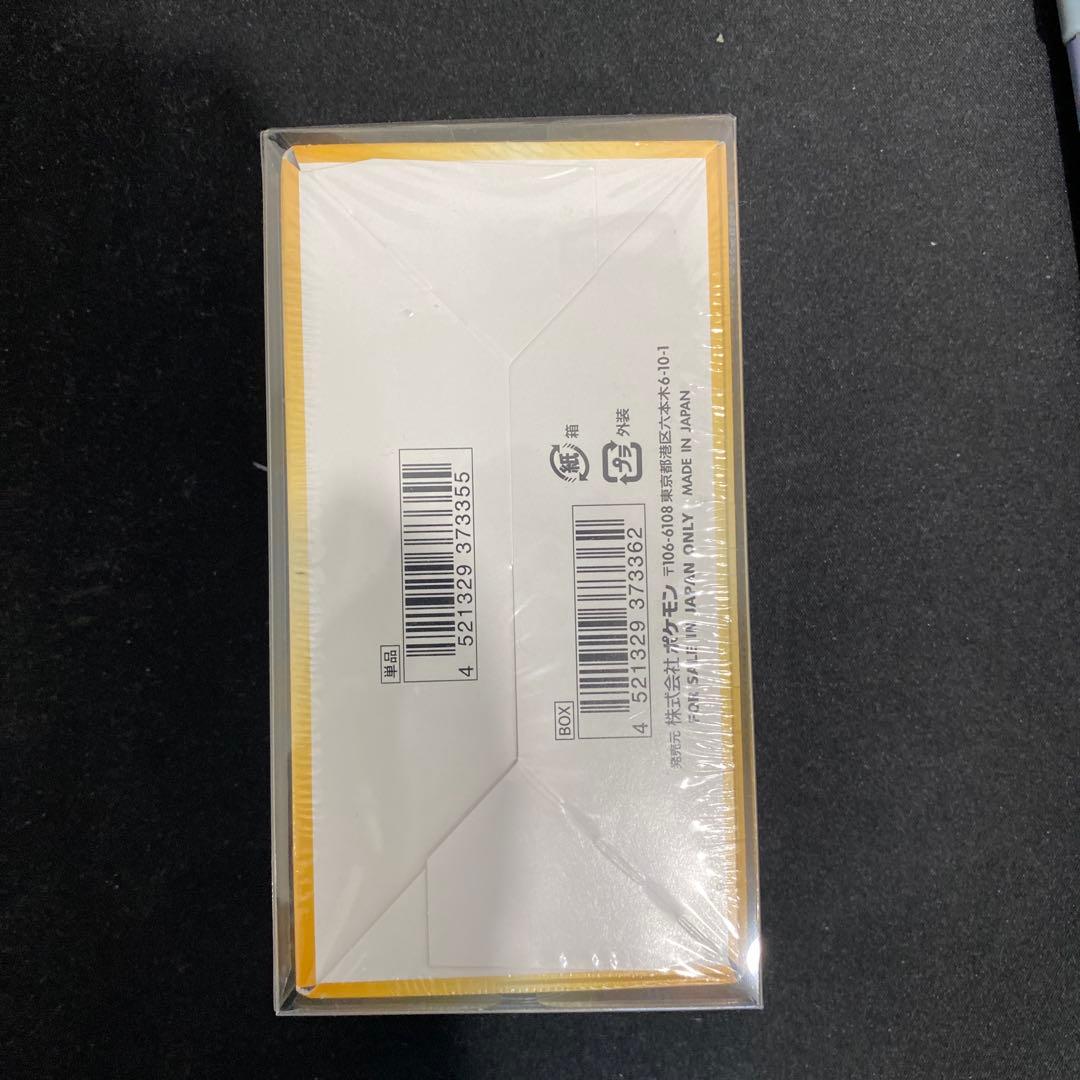 単品
4 521329 373355
紙 箱
プラ 外装
BOX
4 521329 373362
発売元 株式会社 ポケモン 〒106-6108 東京都港区六本木6-10-1
FOR SALE IN JAPAN ONLY · MADE IN JAPAN